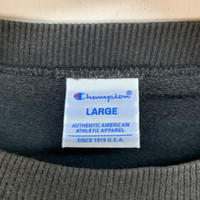 Champion
LARGE
AUTHENTIC AMERICAN
ATHLETIC APPAREL
SINCE 1919 U.S.A.